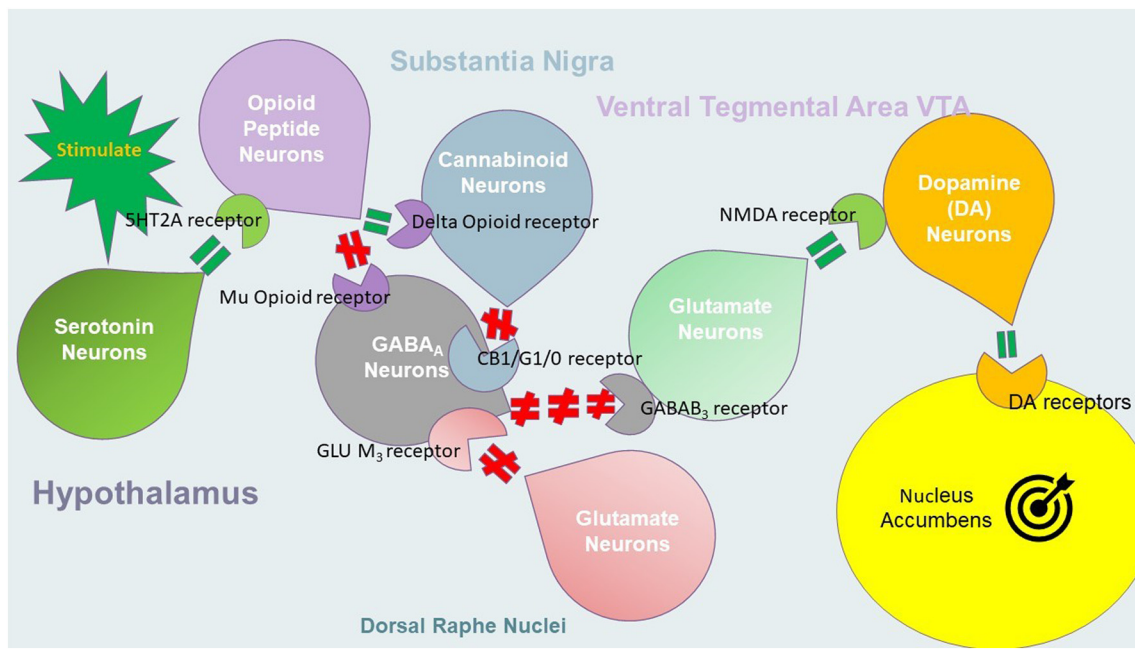 Substantia Nigra
Ventral Tegmental Area VTA
Opioid
Peptide
Neurons
Stimulate
Cannabinoid
Neurons
Dopamine
(DA)
Neurons
5HT2A receptor
Delta Opioid receptor
NMDA receptor
Mu Opioid receptor
Serotonin
Neurons
GABAA
Neurons
Glutamate
Neurons
CB1/G1/0 receptor
GABAB3 receptor
DA receptors
GLU M3 receptor
Hypothalamus
Glutamate
Neurons
Nucleus
Accumbens
Dorsal Raphe Nuclei